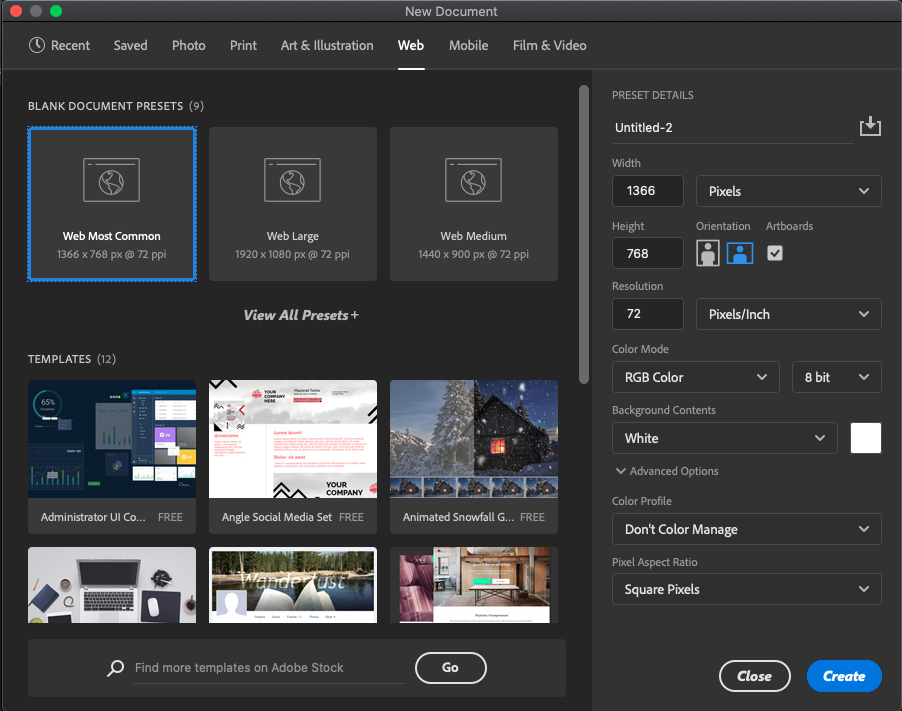 New Document
Recent Saved Photo Print Art & Illustration Web Mobile Film & Video
BLANK DOCUMENT PRESETS (9)
Web Most Common
1366 x 768 px @ 72 ppi
Web Large
1920 x 1080 px @ 72 ppi
Web Medium
1440 x 900 px @ 72 ppi
View All Presets+
TEMPLATES (12)
65%
YOUR
COMPANY
HERE
Lorem ipsum!
Dolor: sit amet
YOUR
COMPANY
Administrator UI Co... FREE
Angle Social Media Set FREE
Animated Snowfall G... FREE
Wanderlust
Find more templates on Adobe Stock
Go
PRESET DETAILS
Untitled-2
Width
1366 Pixels
Height Orientation Artboards
768
Resolution
72 Pixels/Inch
Color Mode
RGB Color 8 bit
Background Contents
White
Advanced Options
Color Profile
Don't Color Manage
Pixel Aspect Ratio
Square Pixels
Close Create